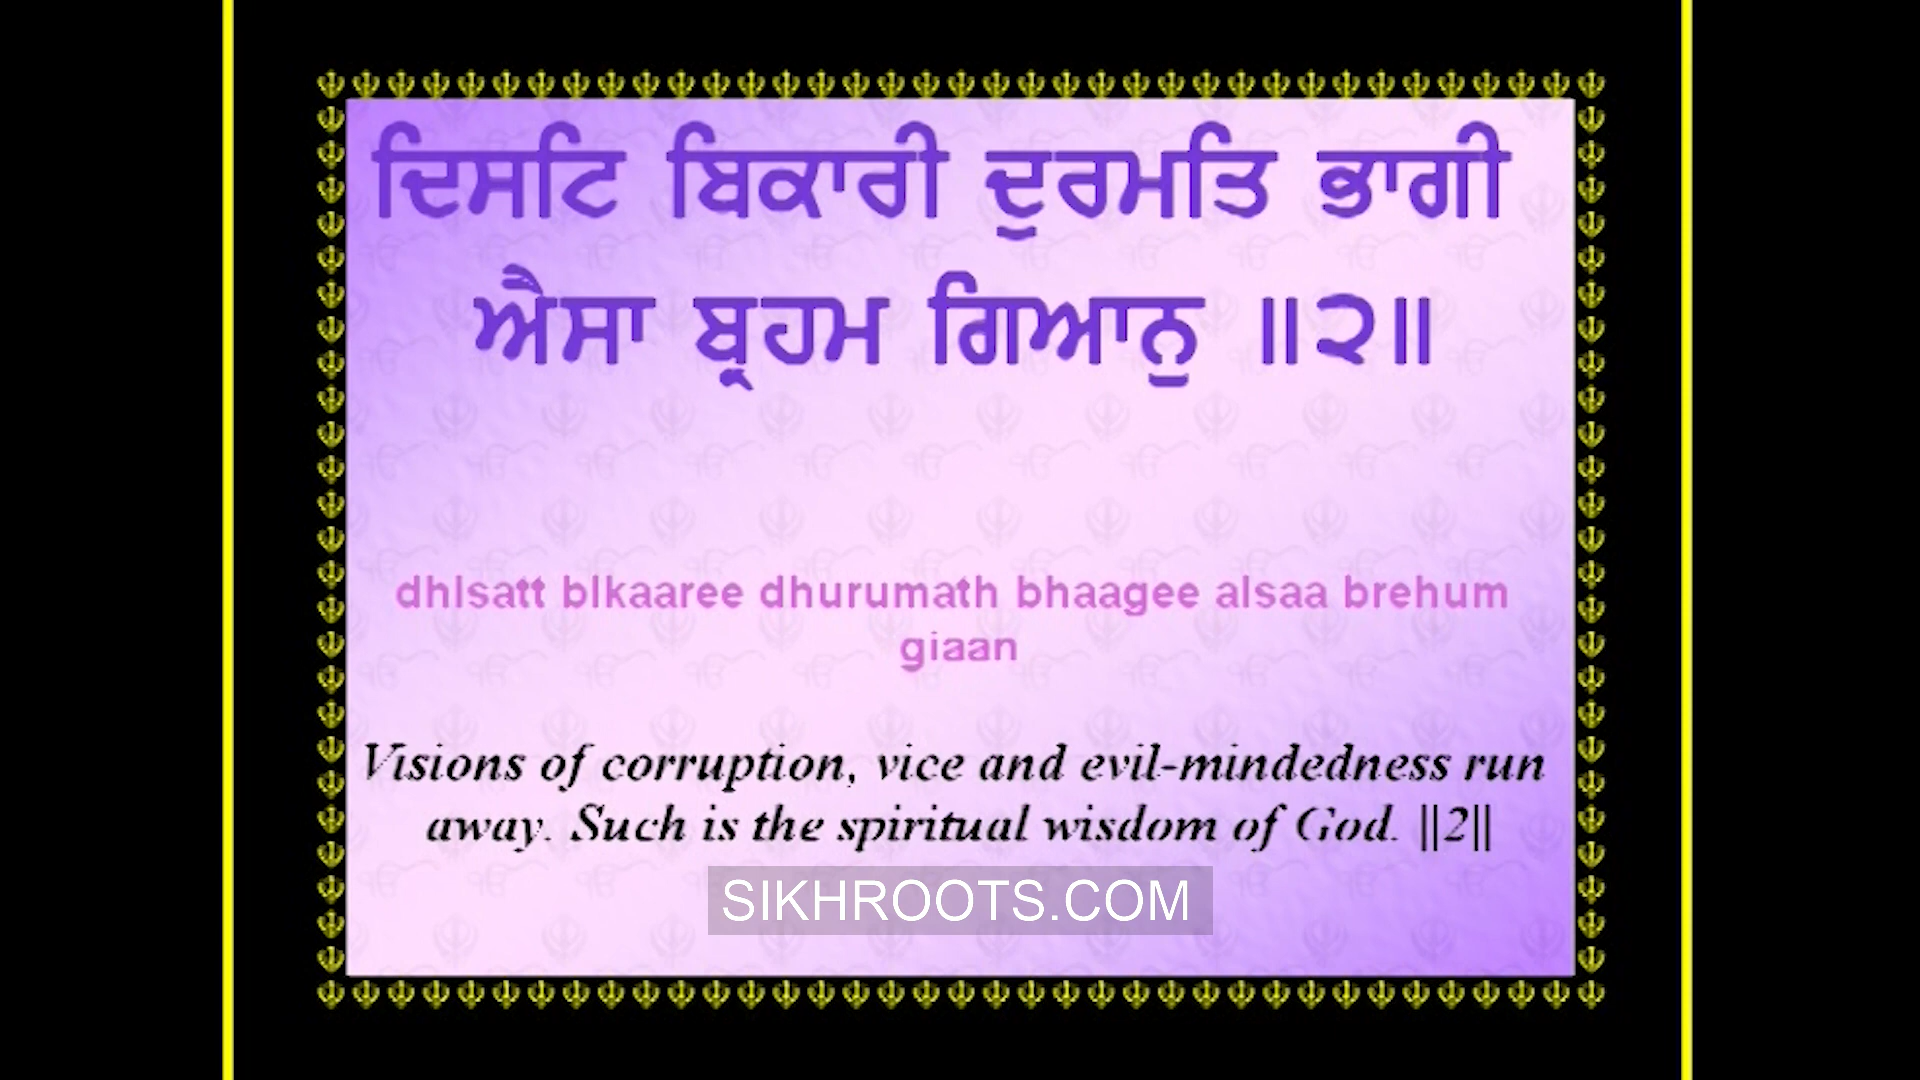 ਦਿਸਟਿ ਬਿਕਾਰੀ ਦੁਰਮਤਿ ਭਾਗੀ
ਐਸਾ ਬ੍ਰਹਮ ਗਿਆਨੁ ॥੨॥
dhIsatt bIkaaree dhurumath bhaagee aIsaa brehum
giaan
Visions of corruption, vice and evil-mindedness run
away. Such is the spiritual wisdom of God. ||2||
SIKHROOTS.COM